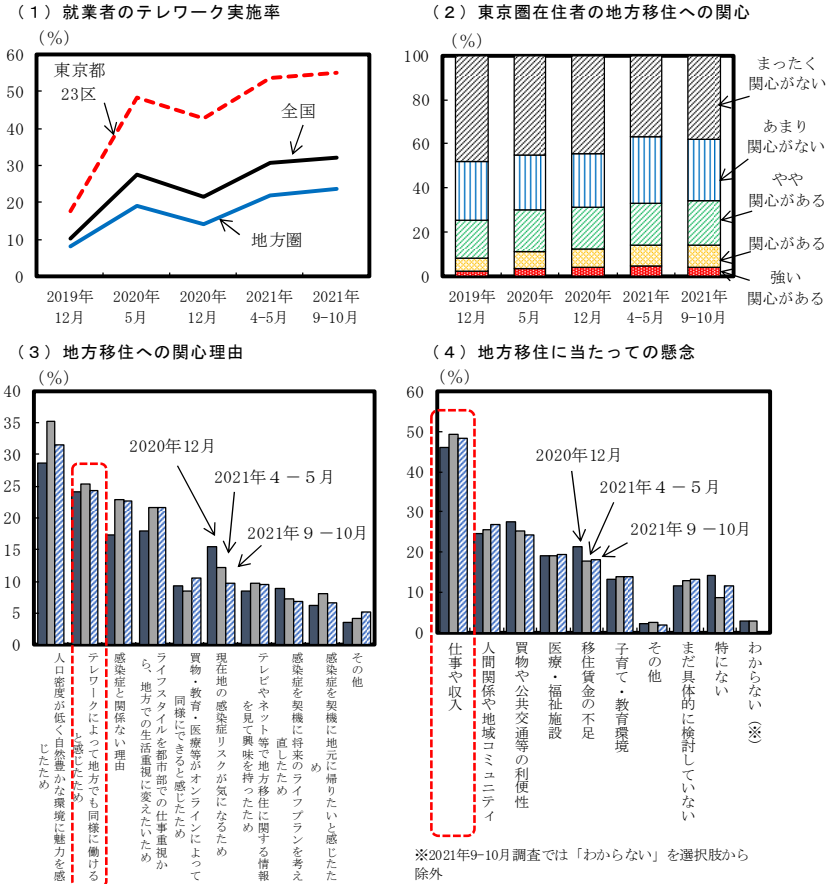 （１）就業者のテレワーク実施率
（％）
60
50
40
30
20
10
0
東京都
23区
全国
地方圏
2019年
12月
2020年
5月
2020年
12月
2021年
4-5月
2021年
9-10月
（２）東京圏在住者の地方移住への関心
（％）
100
80
60
40
20
0
まったく
関心がない
あまり
関心がない
やや
関心がある
関心がある
強い
関心がある
2019年
12月
2020年
5月
2020年
12月
2021年
4-5月
2021年
9-10月
（３）地方移住への関心理由
（％）
40
35
30
25
20
15
10
5
0
2020年12月
2021年４－５月
2021年９－10月
人口密度が低く自然豊かな環境に魅力を感
じたため
テレワークによって地方でも同様に働ける
と感じたため
感染症と関係ない理由
ライフスタイルを都市部での仕事重視か
ら、地方での生活重視に変えたいため
買物・教育・医療等がオンラインによって
同様にできると感じたため
現在地の感染症リスクが気になるため
テレビやネット等で地方移住に関する情報
を見て興味を持ったため
感染症を契機に将来のライフプランを考え
直したため
感染症を契機に地元に帰りたいと感じたた
め
その他
（４）地方移住に当たっての懸念
（％）
60
50
40
30
20
10
0
2020年12月
2021年４－５月
2021年９－10月
仕事や収入
人間関係や地域コミュニティ
買物や公共交通等の利便性
医療・福祉施設
移住賃金の不足
子育て・教育環境
その他
まだ具体的に検討していない
特にない
わからない（※）
※2021年9-10月調査では「わからない」を選択肢から
除外